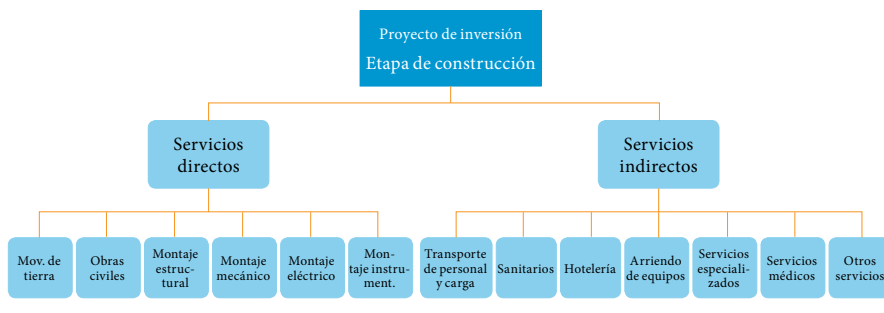 Proyecto de inversión
Etapa de construcción
Servicios
directos
Servicios
indirectos
Mov. de
tierra
Obras
civiles
Montaje
estruc-
tural
Montaje
mecánico
Montaje
eléctrico
Mon-
taje instru-
ment.
Transporte
de personal
y carga
Sanitarios
Hotelería
Arriendo
de equipos
Servicios
especiali-
zados
Servicios
médicos
Otros
servicios